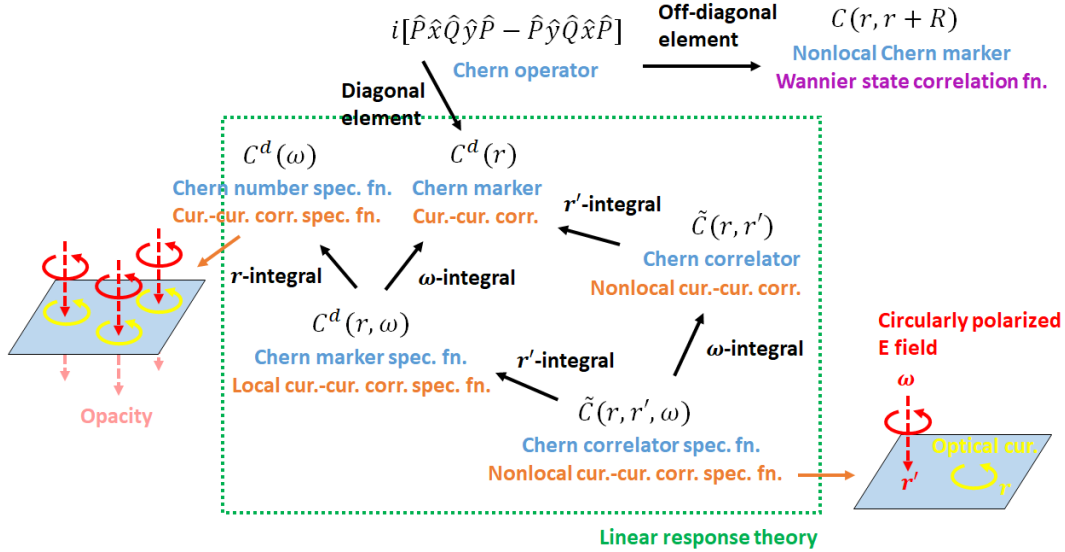 i[P̂x̂Q̂ŷP̂ − P̂ŷQ̂x̂P̂]
Chern operator
Off-diagonal
element
C(r, r + R)
Nonlocal Chern marker
Wannier state correlation fn.
Diagonal
element
C^d(ω)
Chern number spec. fn.
Cur.-cur. corr. spec. fn.
C^d(r)
Chern marker
Cur.-cur. corr.
r′-integral
C̃(r, r′)
Chern correlator
Nonlocal cur.-cur. corr.
r-integral
ω-integral
C^d(r, ω)
Chern marker spec. fn.
Local cur.-cur. corr. spec. fn.
r′-integral
ω-integral
C̃(r, r′, ω)
Chern correlator spec. fn.
Nonlocal cur.-cur. corr. spec. fn.
Opacity
Circularly polarized
E field
ω
Optical cur.
r′
r
Linear response theory